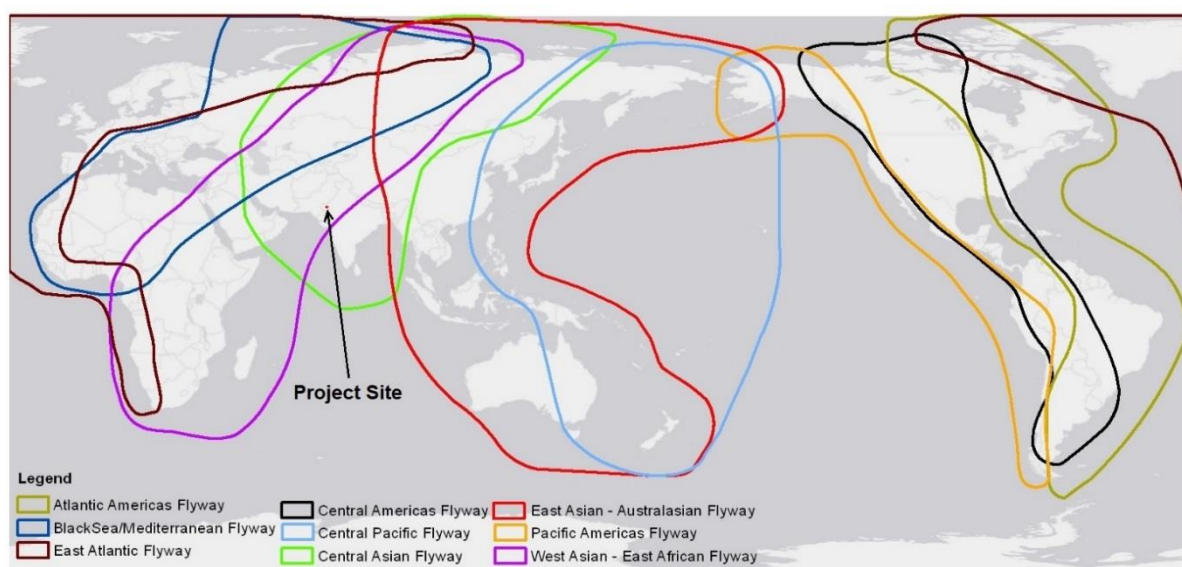 Project Site
Legend
Atlantic Americas Flyway
BlackSea/Mediterranean Flyway
East Atlantic Flyway
Central Americas Flyway
Central Pacific Flyway
Central Asian Flyway
East Asian - Australasian Flyway
Pacific Americas Flyway
West Asian - East African Flyway